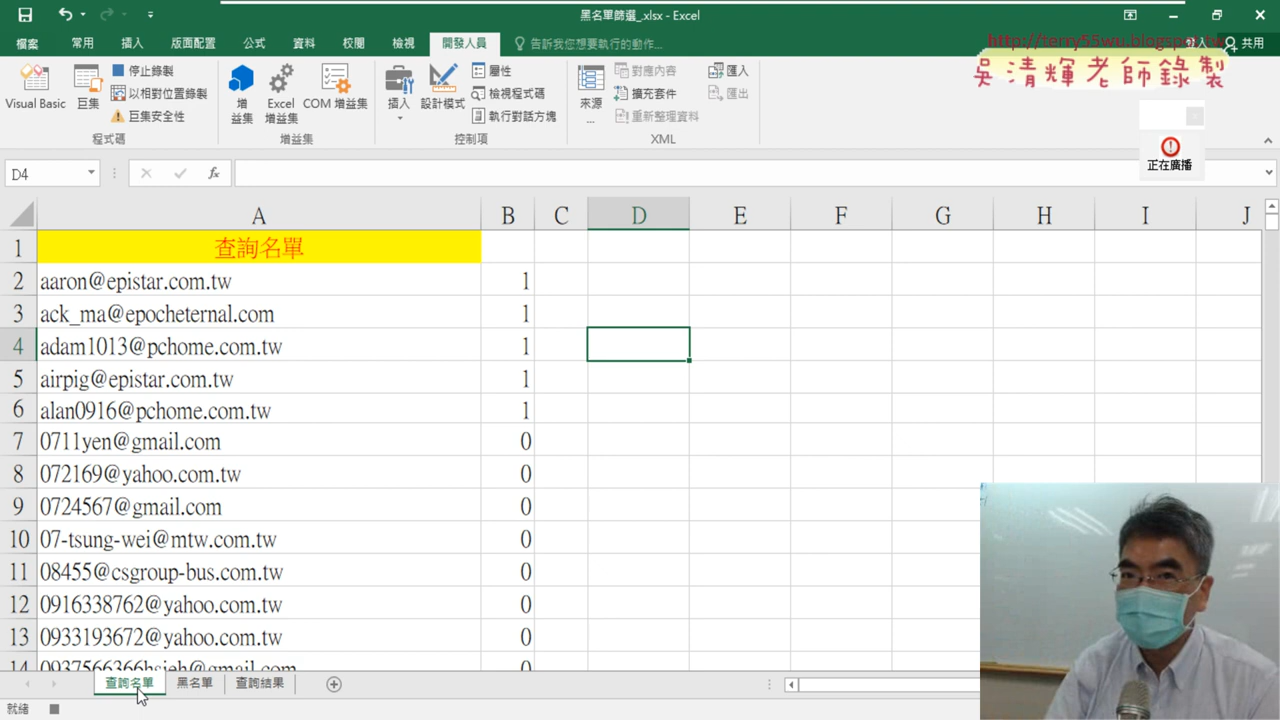 黑名單篩選_.xlsx - Excel
檔案 常用 插入 版面配置 公式 資料 校閱 檢視 開發人員 告訴我您想要執行的動作... 登入 共用
http://terry55wu.blogspot.tw
吳清輝老師錄製
Visual Basic
巨集
停止錄製
以相對位置錄製
巨集安全性
程式碼
增益集
Excel 增益集
COM 增益集
增益集
插入
設計模式
屬性
檢視程式碼
執行對話方塊
控制項
來源
...
對應內容
擴充套件
重新整理資料
匯入
匯出
XML
正在廣播
D4 fx
A B C D E F G H I J
1 查詢名單
2 aaron@epistar.com.tw 1
3 ack_ma@epocheternal.com 1
4 adam1013@pchome.com.tw 1
5 airpig@epistar.com.tw 1
6 alan0916@pchome.com.tw 1
7 0711yen@gmail.com 0
8 072169@yahoo.com.tw 0
9 0724567@gmail.com 0
10 07-tsung-wei@mtw.com.tw 0
11 08455@csgroup-bus.com.tw 0
12 0916338762@yahoo.com.tw 0
13 0933193672@yahoo.com.tw 0
14 0937566366hsieh@gmail.com 0
查詢名單 黑名單 查詢結果
就緒